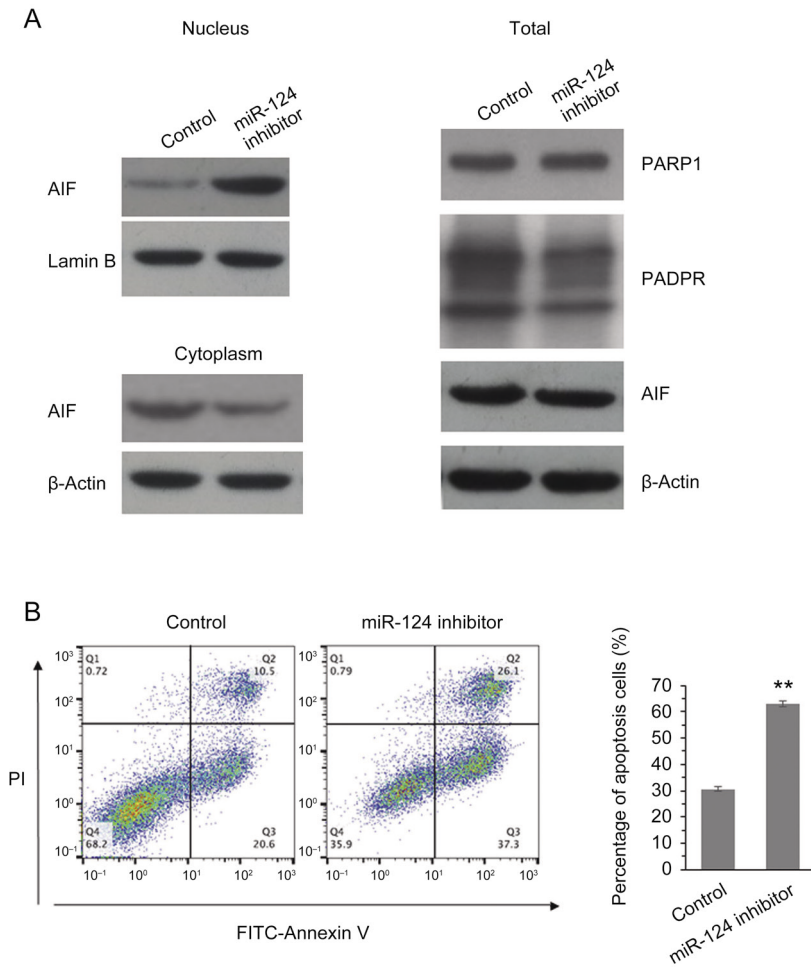 A
Nucleus
Total
Control
miR-124
inhibitor
Control
miR-124
inhibitor
AIF
Lamin B
Cytoplasm
AIF
β-Actin
PARP1
PADPR
AIF
β-Actin
B
Control
miR-124 inhibitor
PI
10³
10²
10¹
10⁰
10⁻¹
Q1
0.72
Q2
10.5
Q4
68.2
Q3
20.6
10⁻¹ 10⁰ 10¹ 10² 10³
10³
10²
10¹
10⁰
10⁻¹
Q1
0.79
Q2
26.1
Q4
35.9
Q3
37.3
10⁻¹ 10⁰ 10¹ 10² 10³
FITC-Annexin V
Percentage of apoptosis cells (%)
70
60
50
40
30
20
10
0
**
Control
miR-124 inhibitor